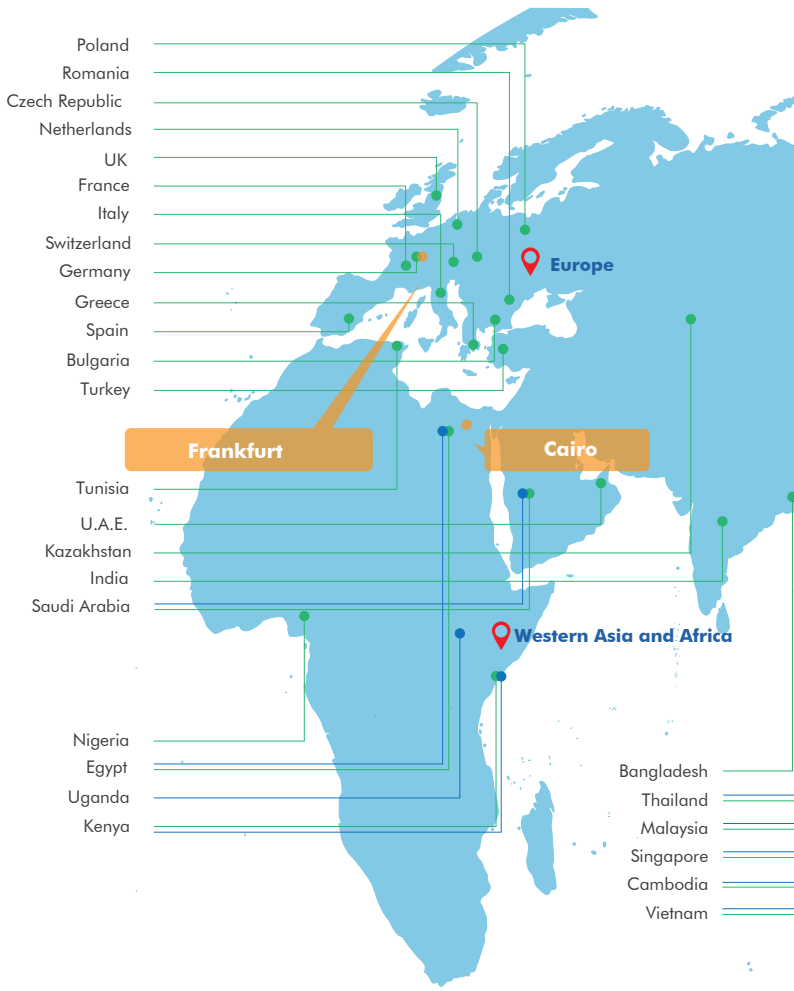 Poland
Romania
Czech Republic
Netherlands
UK
France
Italy
Switzerland
Germany
Europe
Greece
Spain
Bulgaria
Turkey
Frankfurt
Cairo
Tunisia
U.A.E.
Kazakhstan
India
Saudi Arabia
Western Asia and Africa
Nigeria
Egypt
Uganda
Kenya
Bangladesh
Thailand
Malaysia
Singapore
Cambodia
Vietnam